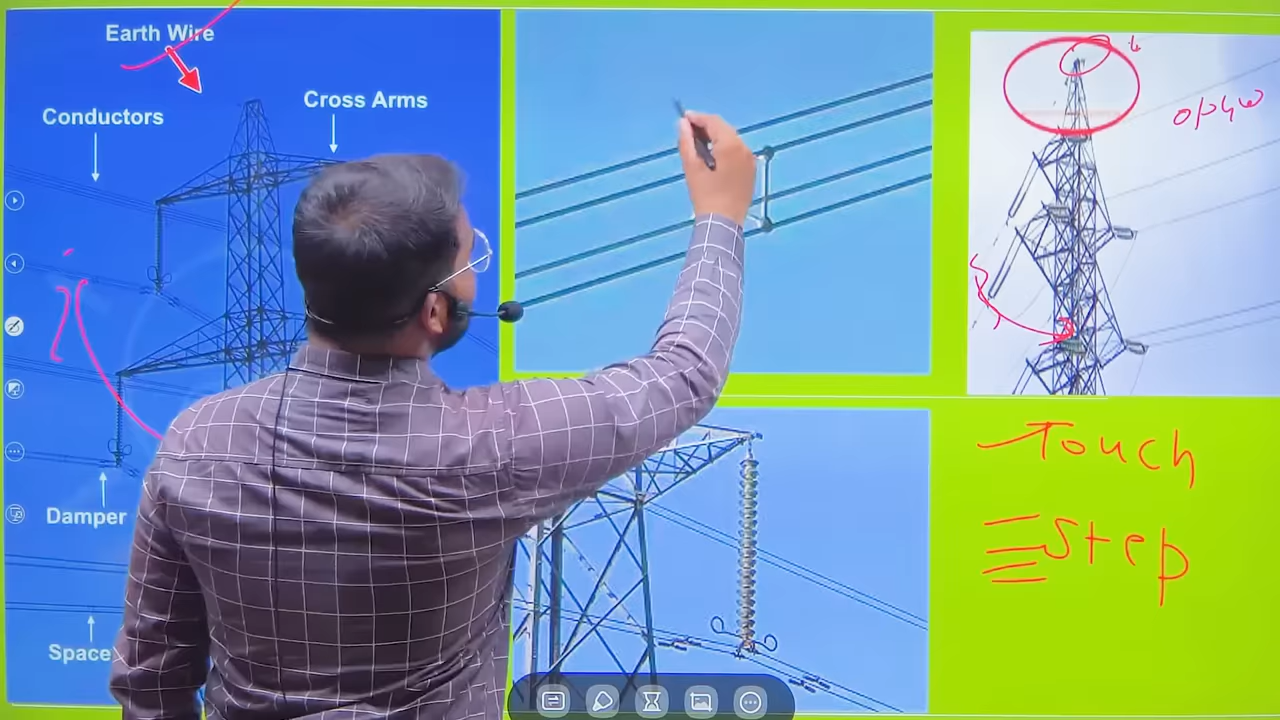 Earth Wire
Conductors
Cross Arms
Damper
Space
opgw
Touch
Step